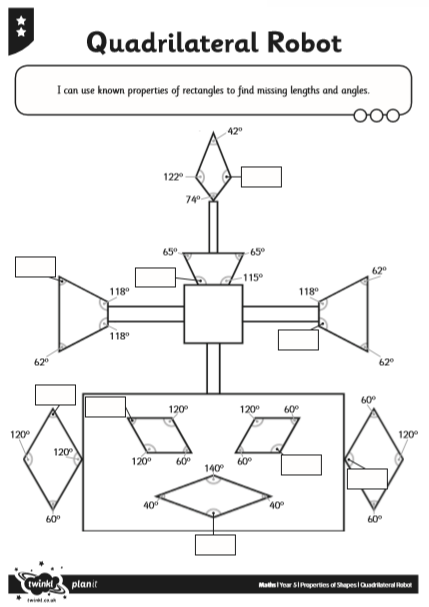 Quadrilateral Robot
I can use known properties of rectangles to find missing lengths and angles.
42°
122°
74°
65° 65°
115°
118° 118° 62°
118°
62° 62°
120° 120° 60° 60°
120° 120°
120°
120° 60° 60°
140°
40° 40°
60° 60°
twinkl planit
twinkl.co.uk
Maths | Year 5 | Properties of Shapes | Quadrilateral Robot